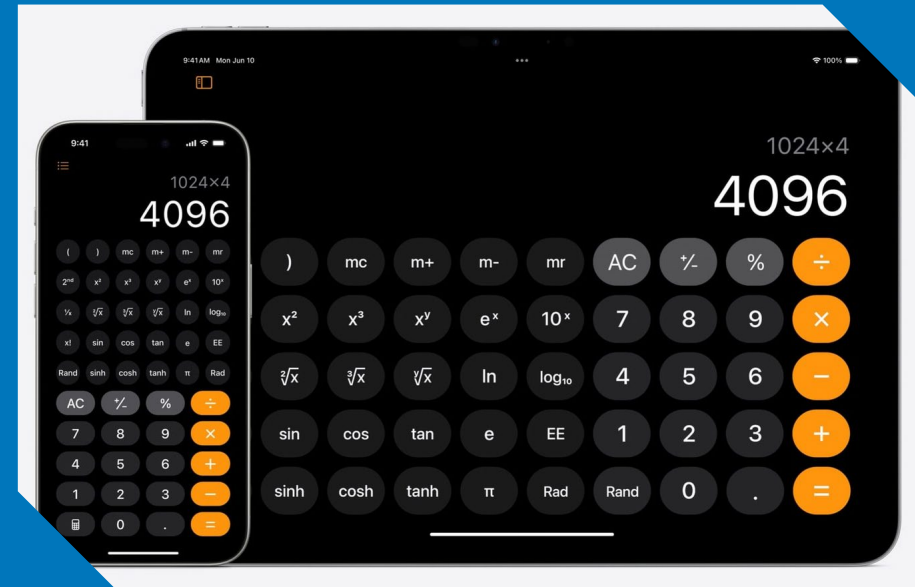 9:41 AM Mon Jun 10
100%
1024×4
4096
) mc m+ m- mr AC +/- % ÷
x² x³ xʸ eˣ 10ˣ 7 8 9 ×
²√x ³√x ʸ√x ln log₁₀ 4 5 6 −
sin cos tan e EE 1 2 3 +
sinh cosh tanh π Rad Rand 0 . =
9:41
1024×4
4096
( ) mc m+ m- mr
2ⁿᵈ x² x³ xʸ eˣ 10ˣ
¹/x ²√x ³√x ʸ√x ln log₁₀
x! sin cos tan e EE
Rand sinh cosh tanh π Rad
AC +/- % ÷
7 8 9 ×
4 5 6 +
1 2 3 −
0 . =